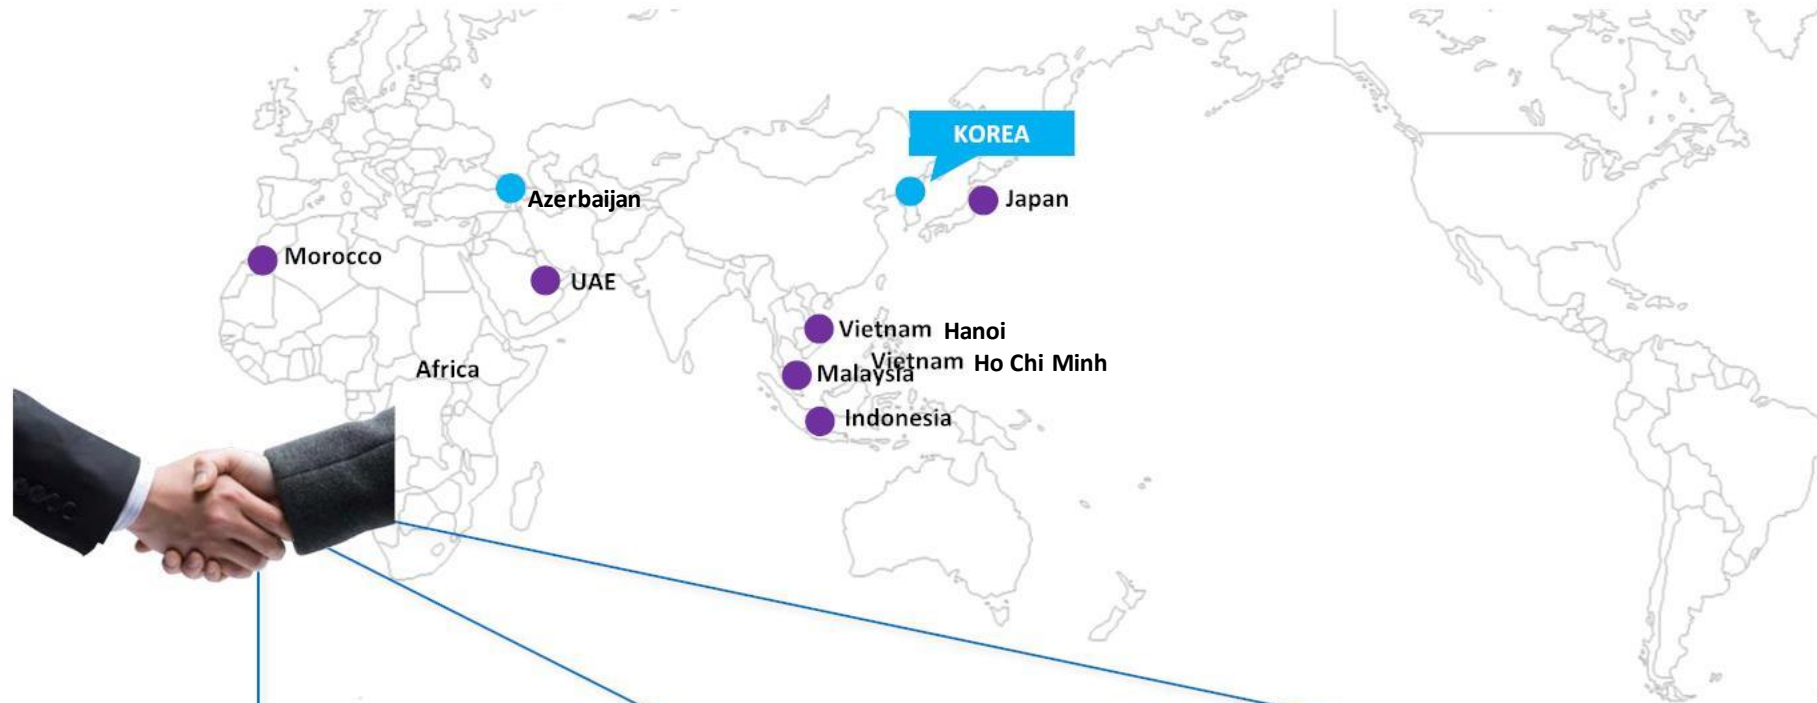 KOREA
Azerbaijan
Japan
Morocco
UAE
Vietnam Hanoi
Vietnam Ho Chi Minh
Malaysia
Africa
Indonesia